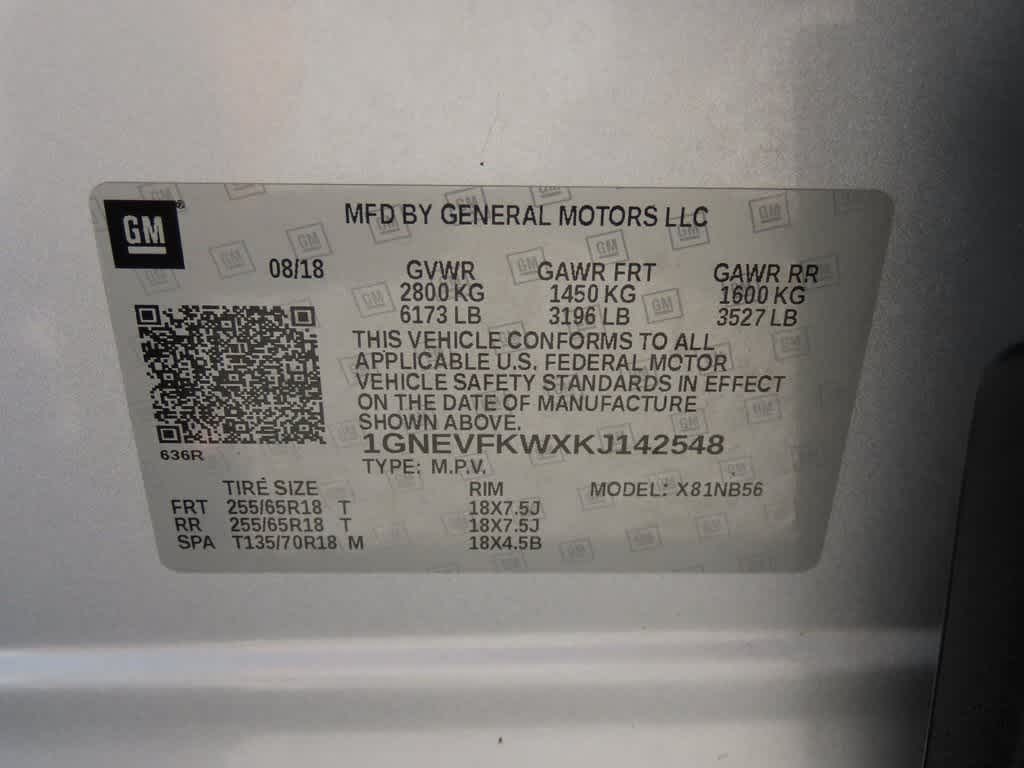 GM®
MFD BY GENERAL MOTORS LLC
08/18 GVWR GAWR FRT GAWR RR
2800 KG 1450 KG 1600 KG
6173 LB 3196 LB 3527 LB
THIS VEHICLE CONFORMS TO ALL
APPLICABLE U.S. FEDERAL MOTOR
VEHICLE SAFETY STANDARDS IN EFFECT
ON THE DATE OF MANUFACTURE
SHOWN ABOVE.
1GNEVFKWXKJ142548
636R
TYPE: M.P.V.
TIRE SIZE RIM MODEL: X81NB56
FRT 255/65R18 T 18X7.5J
RR 255/65R18 T 18X7.5J
SPA T135/70R18 M 18X4.5B